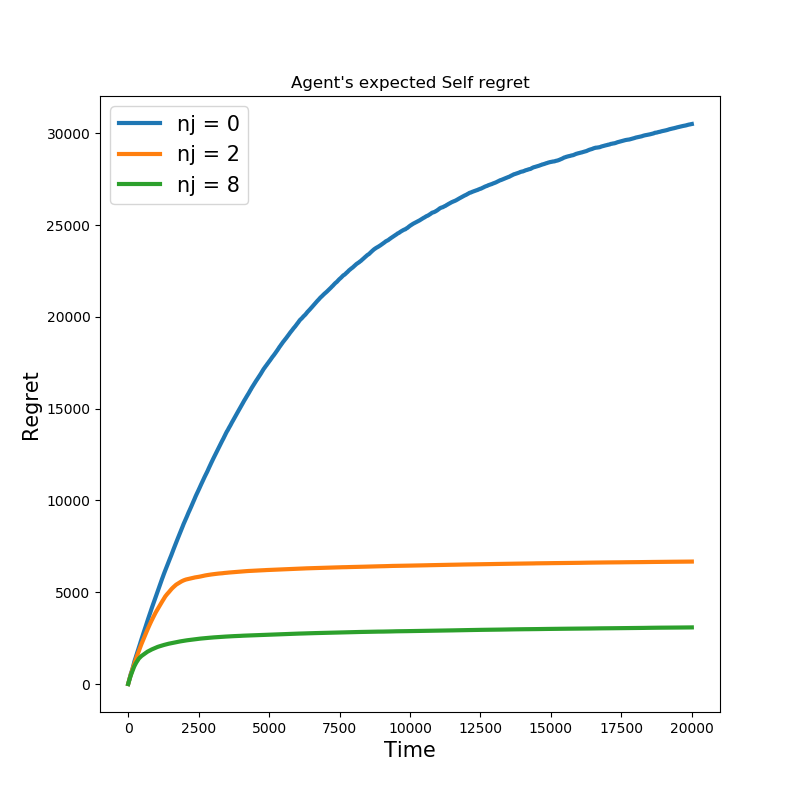 Agent's expected Self regret
nj = 0
nj = 2
nj = 8
30000
25000
20000
15000
10000
5000
0
Regret
0 2500 5000 7500 10000 12500 15000 17500 20000
Time